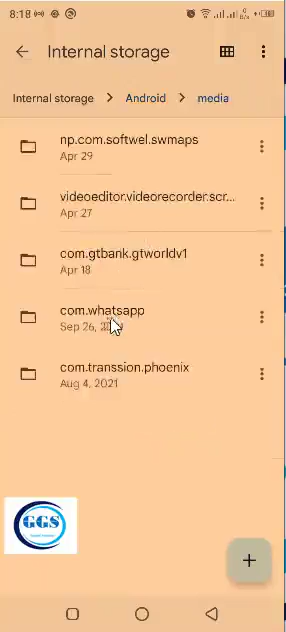 8:18
Internal storage
Internal storage > Android > media
np.com.softwel.swmaps
Apr 29
videoeditor.videorecorder.scr...
Apr 27
com.gtbank.gtworldv1
Apr 18
com.whatsapp
Sep 26,
com.transsion.phoenix
Aug 4, 2021
GGS